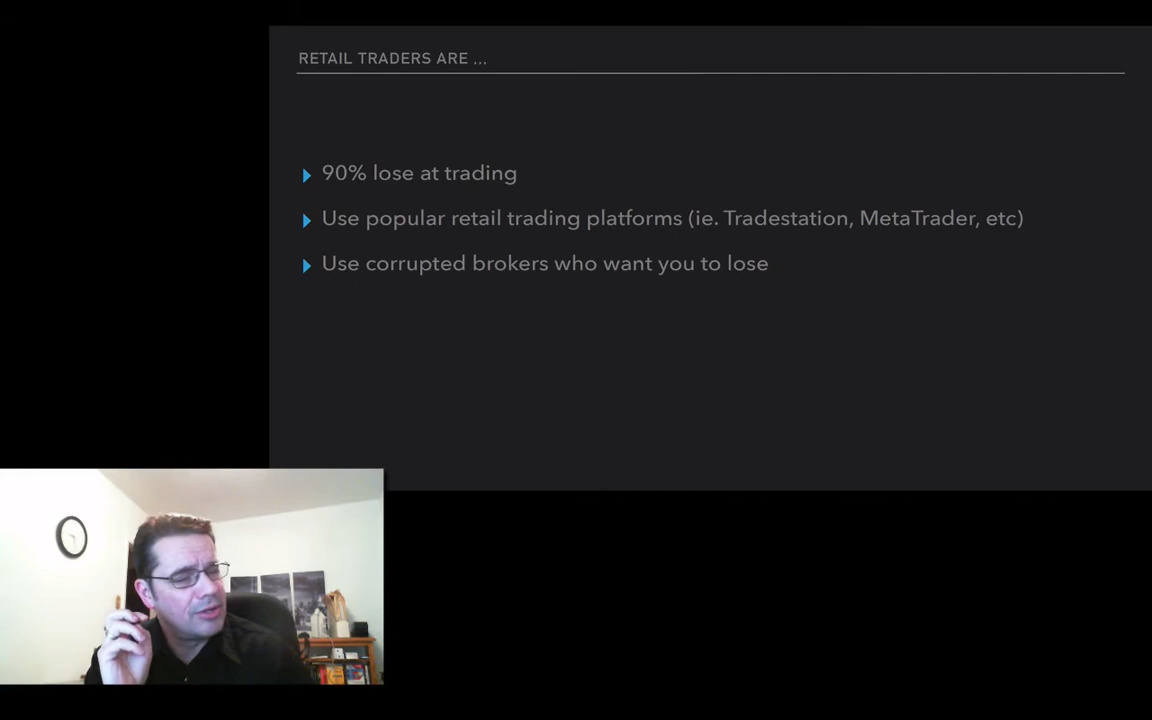 RETAIL TRADERS ARE ...
90% lose at trading
Use popular retail trading platforms (ie. Tradestation, MetaTrader, etc)
Use corrupted brokers who want you to lose